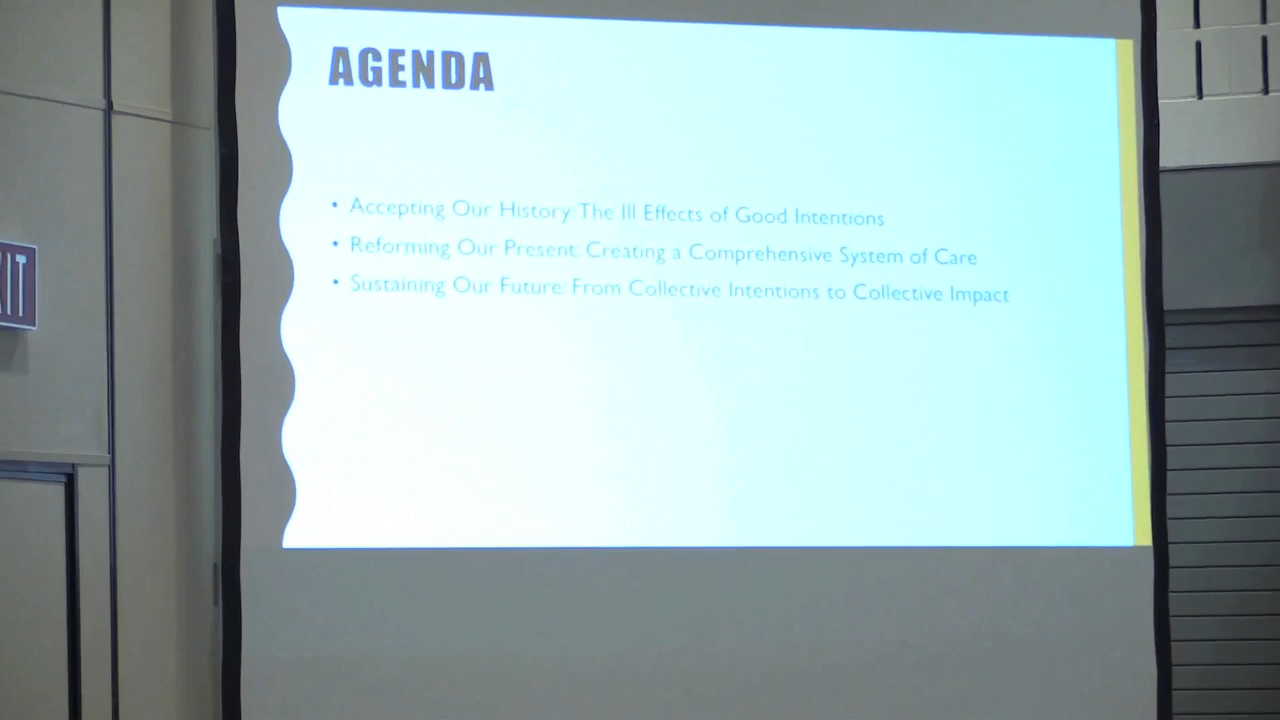 AGENDA
• Accepting Our History: The Ill Effects of Good Intentions
• Reforming Our Present: Creating a Comprehensive System of Care
• Sustaining Our Future: From Collective Intentions to Collective Impact
XIT